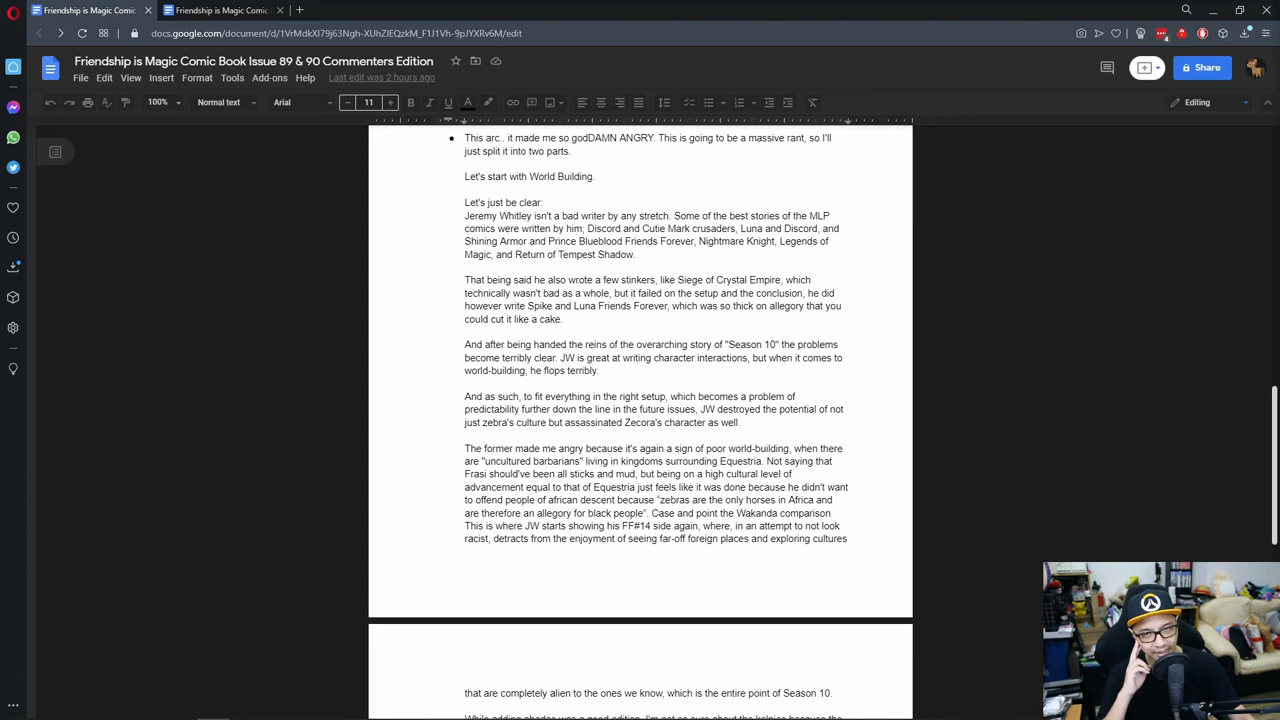 Friendship is Magic Comic
Friendship is Magic Comic
docs.google.com/document/d/1VrMdkXl79j63Ngh-XUhZlEQzkM_F1J1Vh-9pJYXRv6M/edit
Friendship is Magic Comic Book Issue 89 & 90 Commenters Edition
Share
File Edit View Insert Format Tools Add-ons Help Last edit was 2 hours ago
100% Normal text Arial 11 B I U A Editing
This arc.. it made me so godDAMN ANGRY. This is going to be a massive rant, so I'll
just split it into two parts.
Let's start with World Building.
Let's just be clear:
Jeremy Whitley isn't a bad writer by any stretch. Some of the best stories of the MLP
comics were written by him; Discord and Cutie Mark crusaders, Luna and Discord, and
Shining Armor and Prince Blueblood Friends Forever, Nightmare Knight, Legends of
Magic, and Return of Tempest Shadow.
That being said he also wrote a few stinkers, like Siege of Crystal Empire, which
technically wasn't bad as a whole, but it failed on the setup and the conclusion, he did
however write Spike and Luna Friends Forever, which was so thick on allegory that you
could cut it like a cake.
And after being handed the reins of the overarching story of "Season 10" the problems
become terribly clear. JW is great at writing character interactions, but when it comes to
world-building, he flops terribly.
And as such, to fit everything in the right setup, which becomes a problem of
predictability further down the line in the future issues, JW destroyed the potential of not
just zebra's culture but assassinated Zecora's character as well.
The former made me angry because it's again a sign of poor world-building, when there
are "uncultured barbarians" living in kingdoms surrounding Equestria. Not saying that
Frasi should've been all sticks and mud, but being on a high cultural level of
advancement equal to that of Equestria just feels like it was done because he didn't want
to offend people of african descent because "zebras are the only horses in Africa and
are therefore an allegory for black people". Case and point the Wakanda comparison.
This is where JW starts showing his FF#14 side again, where, in an attempt to not look
racist, detracts from the enjoyment of seeing far-off foreign places and exploring cultures
that are completely alien to the ones we know, which is the entire point of Season 10.